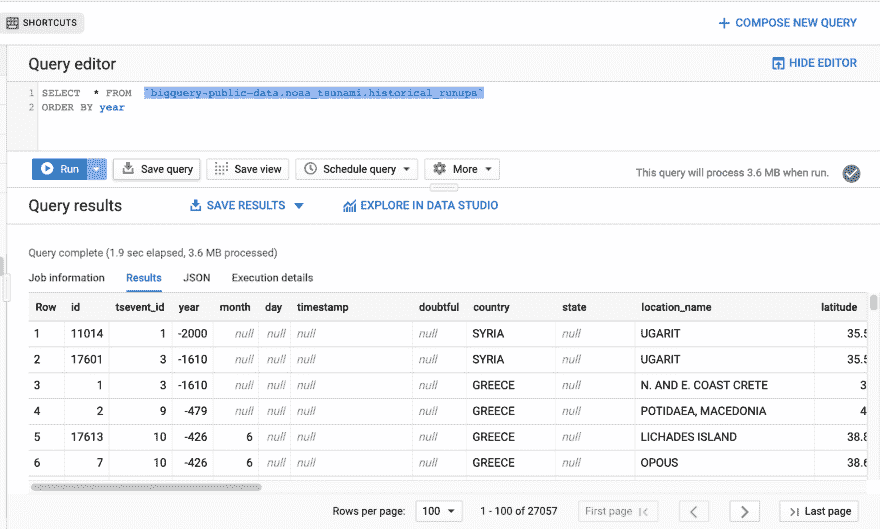 SHORTCUTS
+ COMPOSE NEW QUERY
Query editor
HIDE EDITOR
1 SELECT * FROM `bigquery-public-data.noaa_tsunami.historical_runups`
2 ORDER BY year
Run Save query Save view Schedule query More This query will process 3.6 MB when run.
Query results SAVE RESULTS EXPLORE IN DATA STUDIO
Query complete (1.9 sec elapsed, 3.6 MB processed)
Job information Results JSON Execution details
Row id tsevent_id year month day timestamp doubtful country state location_name latitude
1 11014 1 -2000 null null null null SYRIA null UGARIT 35.5
2 17601 3 -1610 null null null null SYRIA null UGARIT 35.5
3 1 3 -1610 null null null null GREECE null N. AND E. COAST CRETE 3
4 2 9 -479 null null null null GREECE null POTIDAEA, MACEDONIA 4
5 17613 10 -426 6 null null null GREECE null LICHADES ISLAND 38.8
6 7 10 -426 6 null null null GREECE null OPOUS 38.6
Rows per page: 100 1 - 100 of 27057 First page Last page